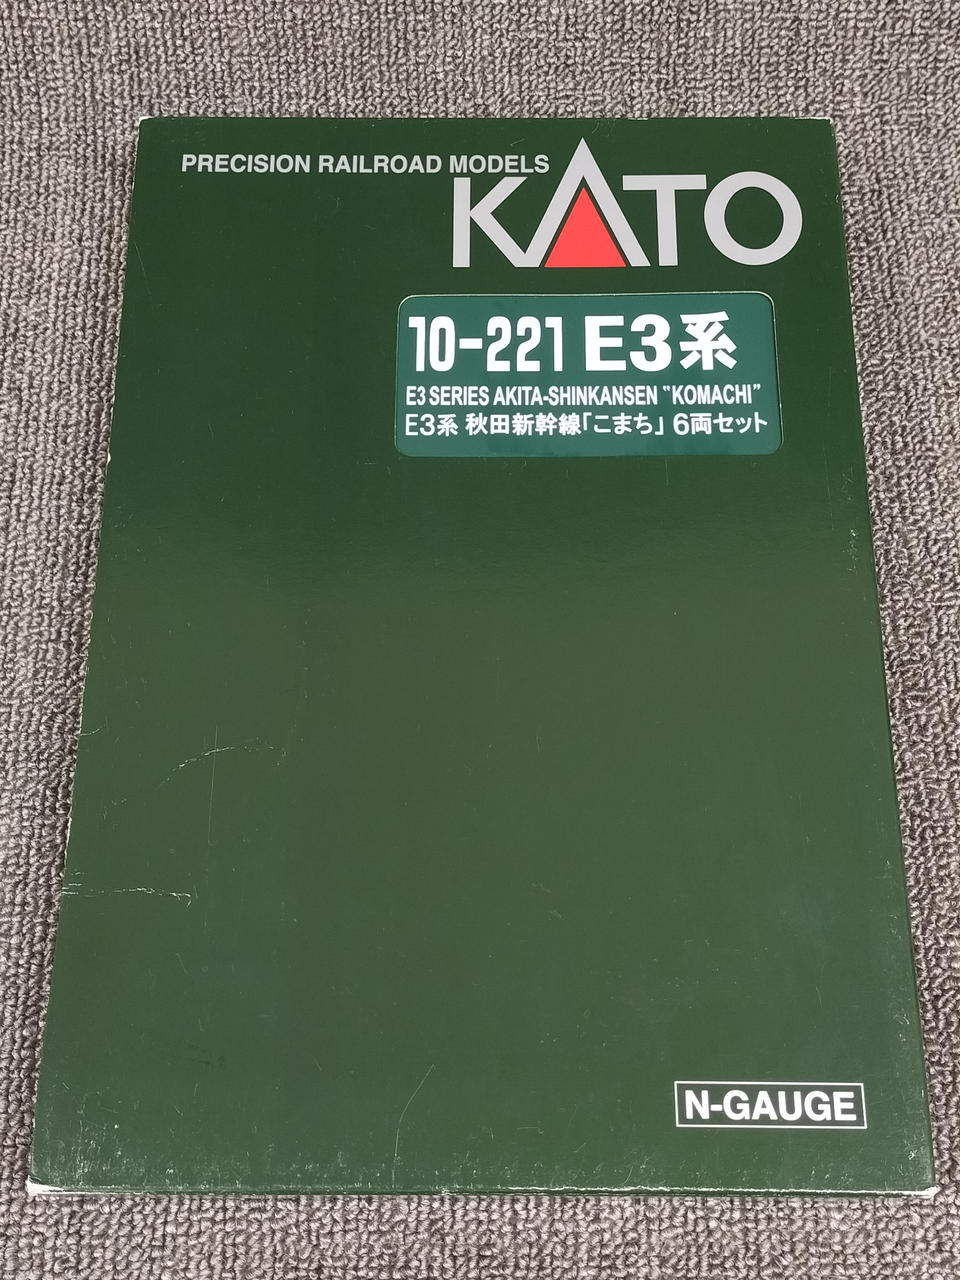 PRECISION RAILROAD MODELS
KATO
10-221 E3系
E3 SERIES AKITA-SHINKANSEN "KOMACHI"
E3系 秋田新幹線「こまち」 6両セット
N-GAUGE